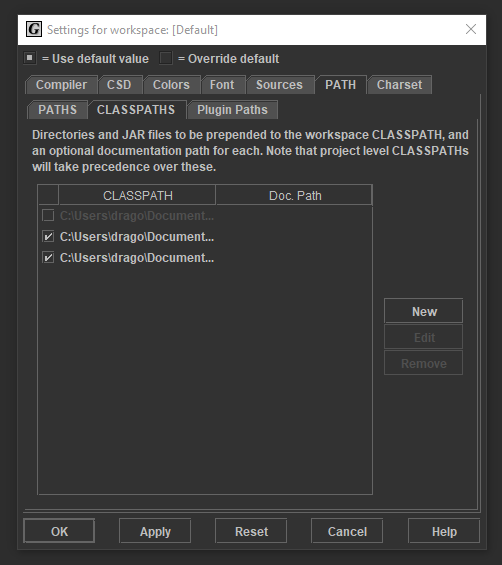 G Settings for workspace: [Default]
= Use default value = Override default
Compiler CSD Colors Font Sources PATH Charset
PATHS CLASSPATHS Plugin Paths
Directories and JAR files to be prepended to the workspace CLASSPATH, and
an optional documentation path for each. Note that project level CLASSPATHs
will take precedence over these.
CLASSPATH Doc. Path
C:\Users\drago\Document...
C:\Users\drago\Document...
C:\Users\drago\Document...
New
Edit
Remove
OK Apply Reset Cancel Help